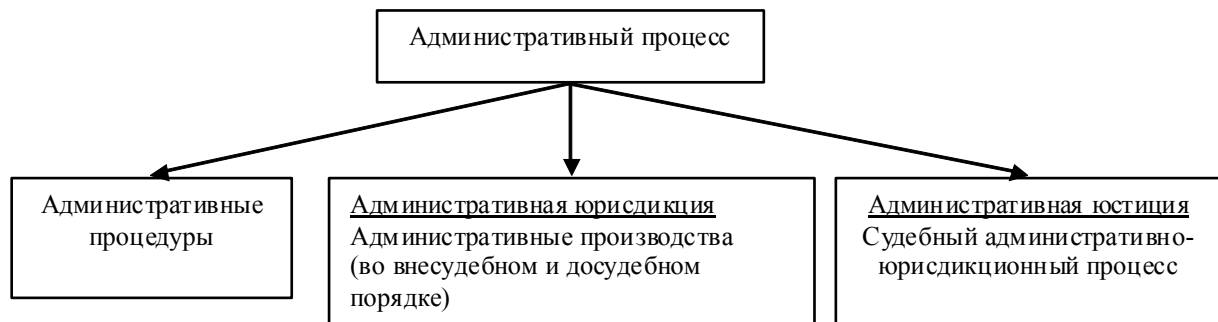 Административный процесс
Административные
процедуры
Административная юрисдикция
Административные производства
(во внесудебном и досудебном
порядке)
Административная юстиция
Судебный административно-
юрисдикционный процесс